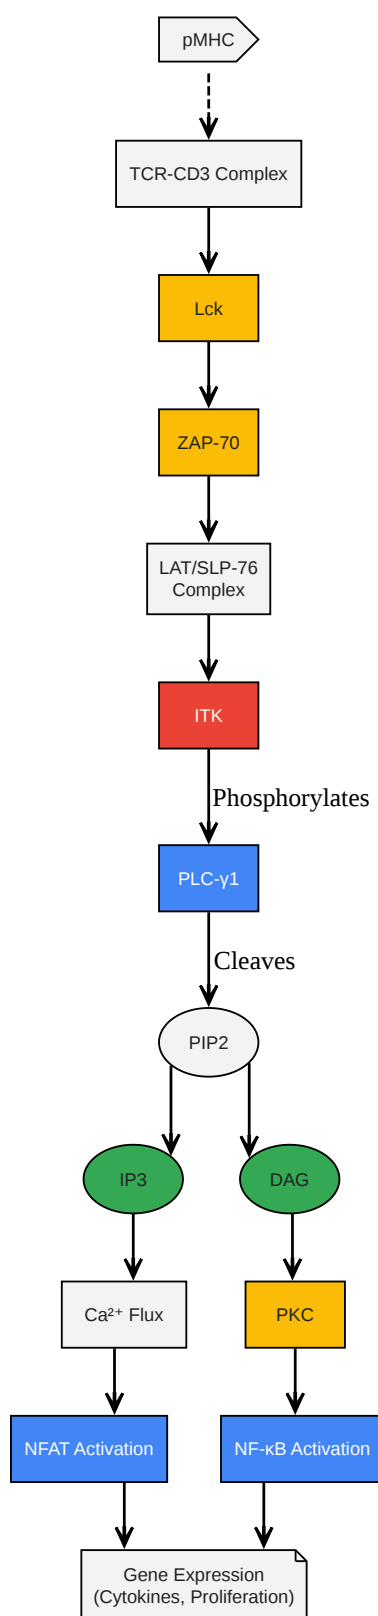 pMHC
TCR-CD3 Complex
Lck
ZAP-70
LAT/SLP-76
Complex
ITK
Phosphorylates
PLC-γ1
Cleaves
PIP2
IP3
DAG
Ca²⁺ Flux
PKC
NFAT Activation
NF-κB Activation
Gene Expression
(Cytokines, Proliferation)